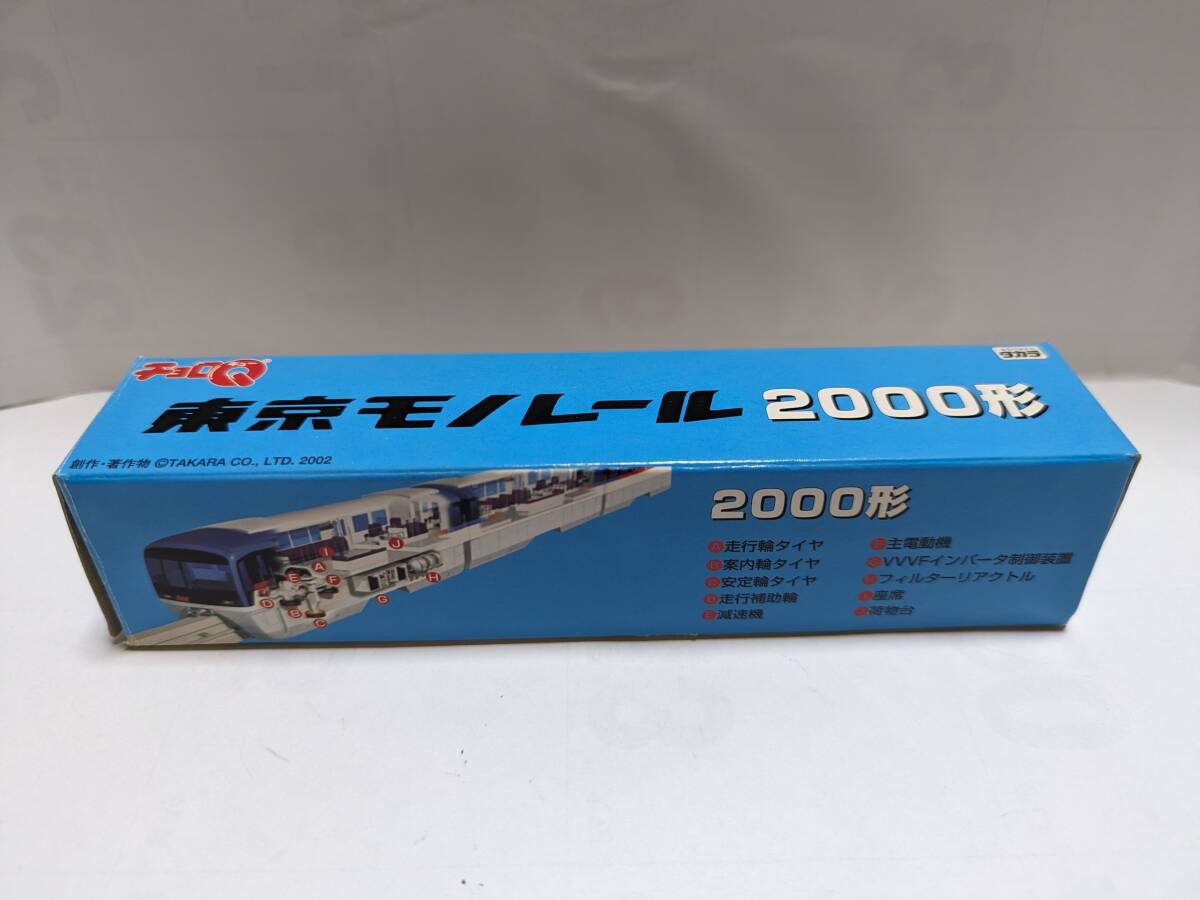 チョロQ
タカラ
東京モノレール 2000形
創作・著作物 ©TAKARA CO., LTD. 2002
2000形
A 走行輪タイヤ
B 案内輪タイヤ
C 安定輪タイヤ
D 走行補助輪
E 減速機
F 主電動機
G VVVFインバータ制御装置
H フィルターリアクトル
I 座席
J 荷物台
I
A
J
E
F
D
B
C
H
G